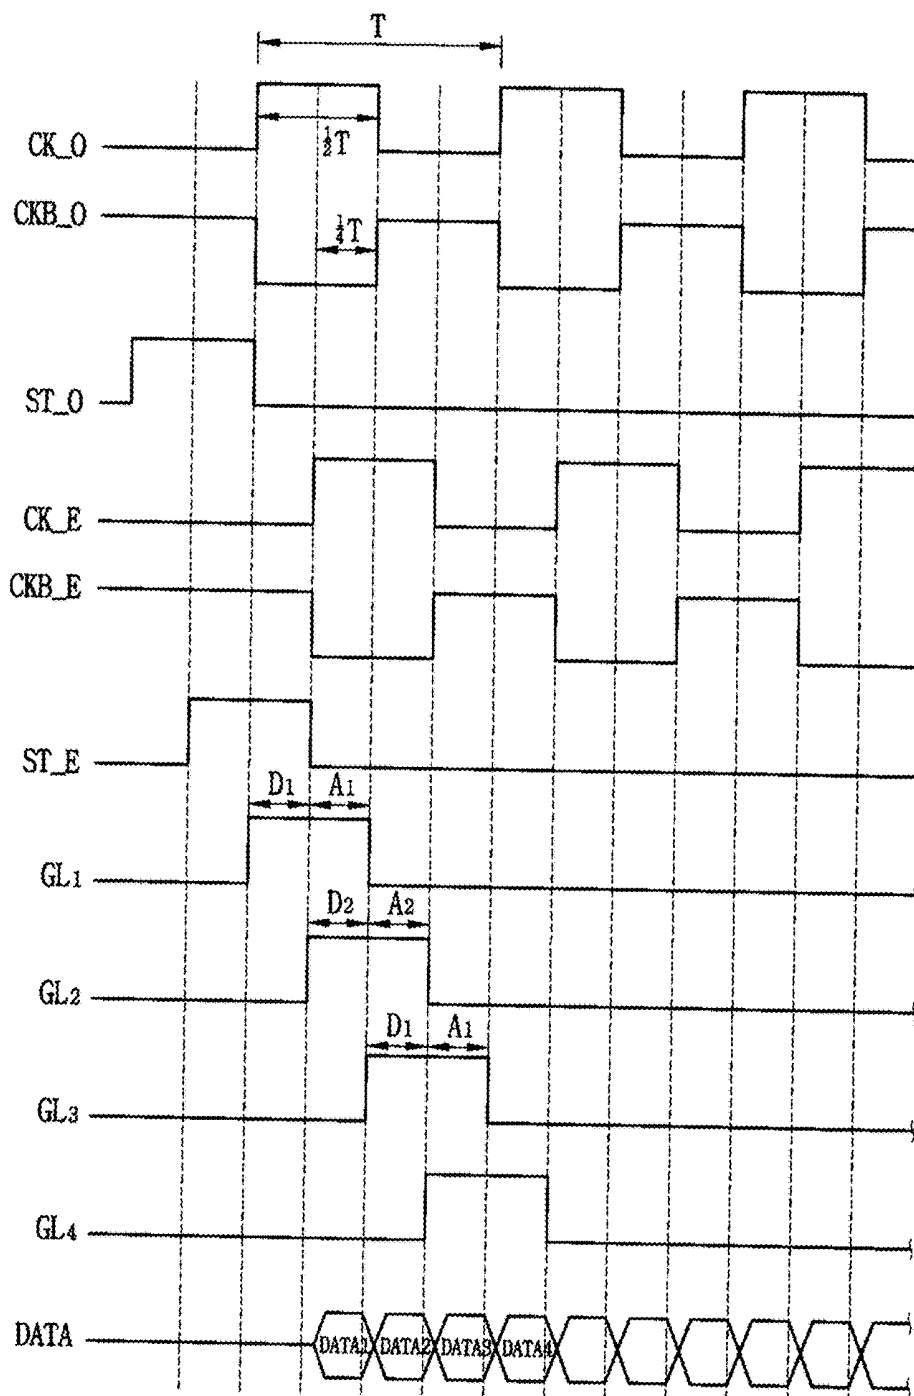 T
CK_O
½T
CKB_O
¼T
ST_O
CK_E
CKB_E
ST_E
D1 A1
GL1
D2 A2
GL2
D1 A1
GL3
GL4
DATA DATA1 DATA2 DATA3 DATA4